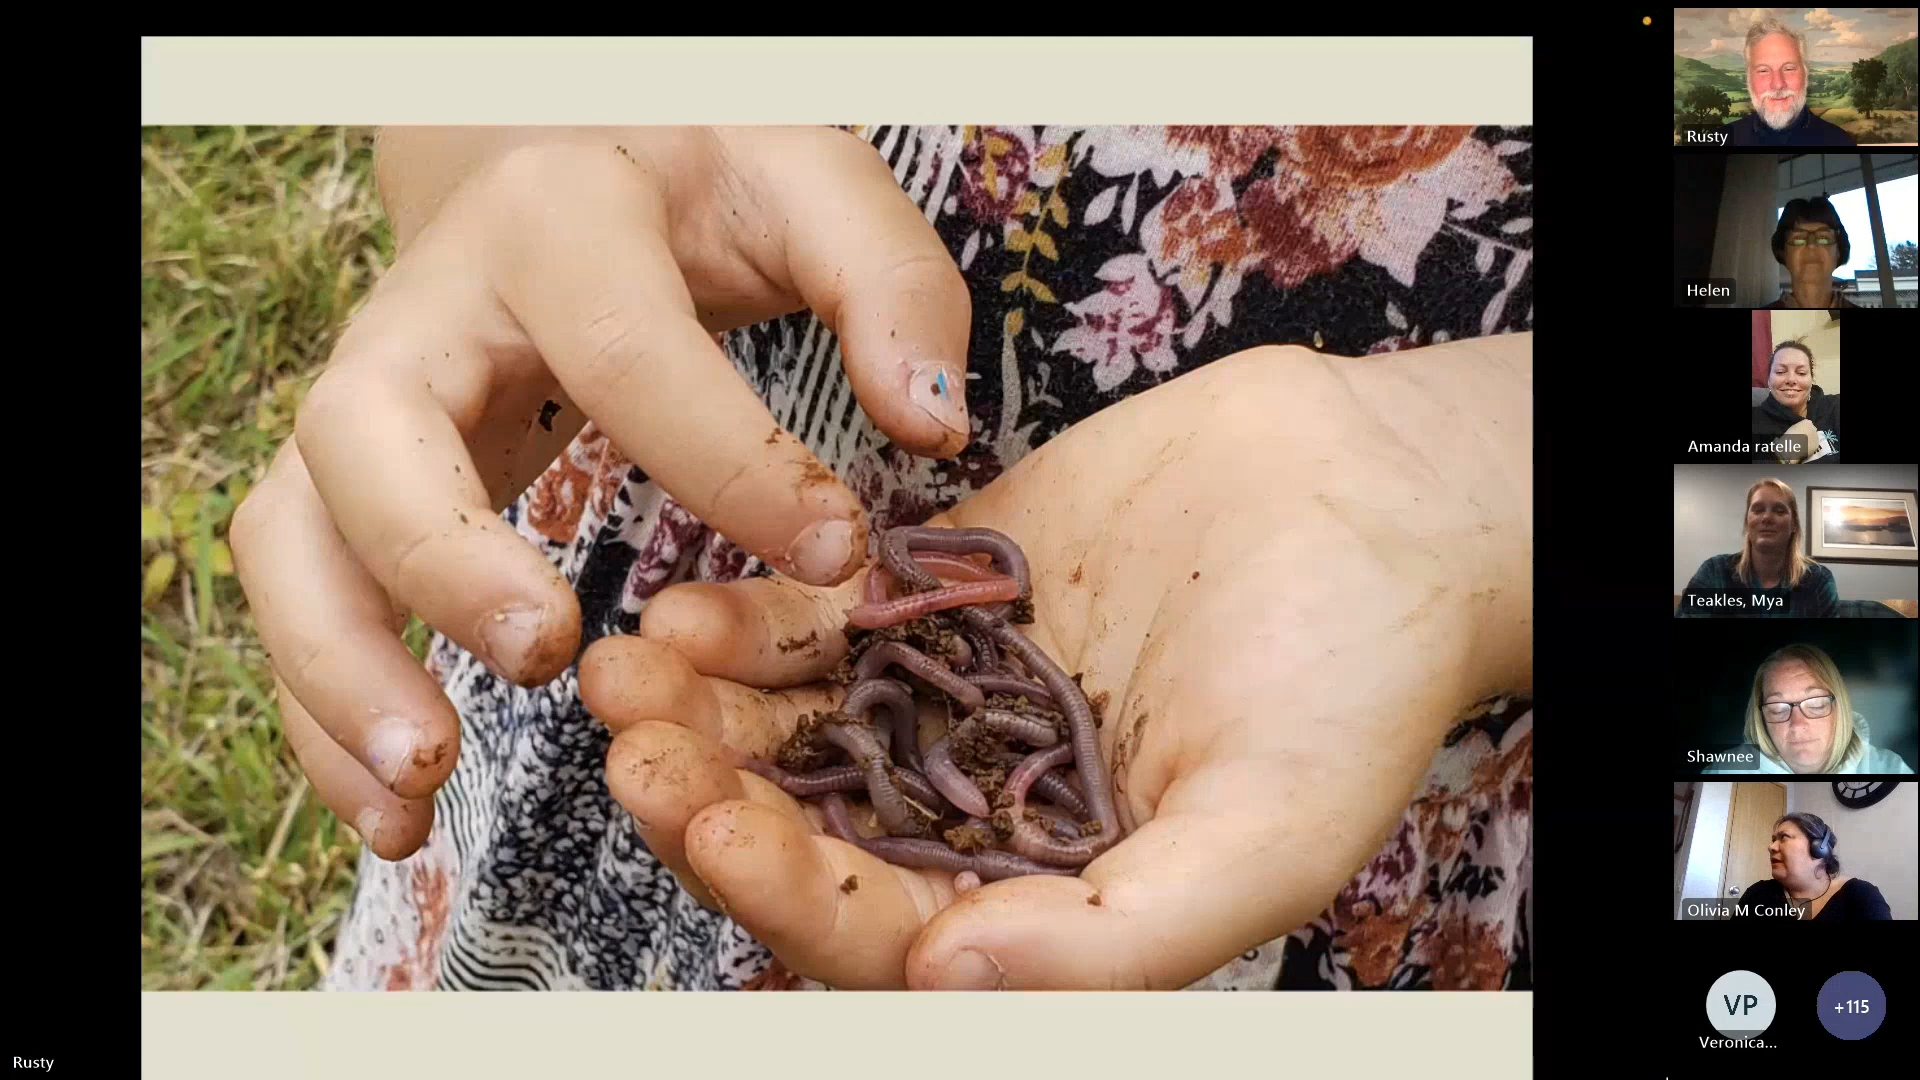 Rusty
Helen
Amanda ratelle
Teakles, Mya
Shawnee
Olivia M Conley
VP
+115
Veronica...
Rusty